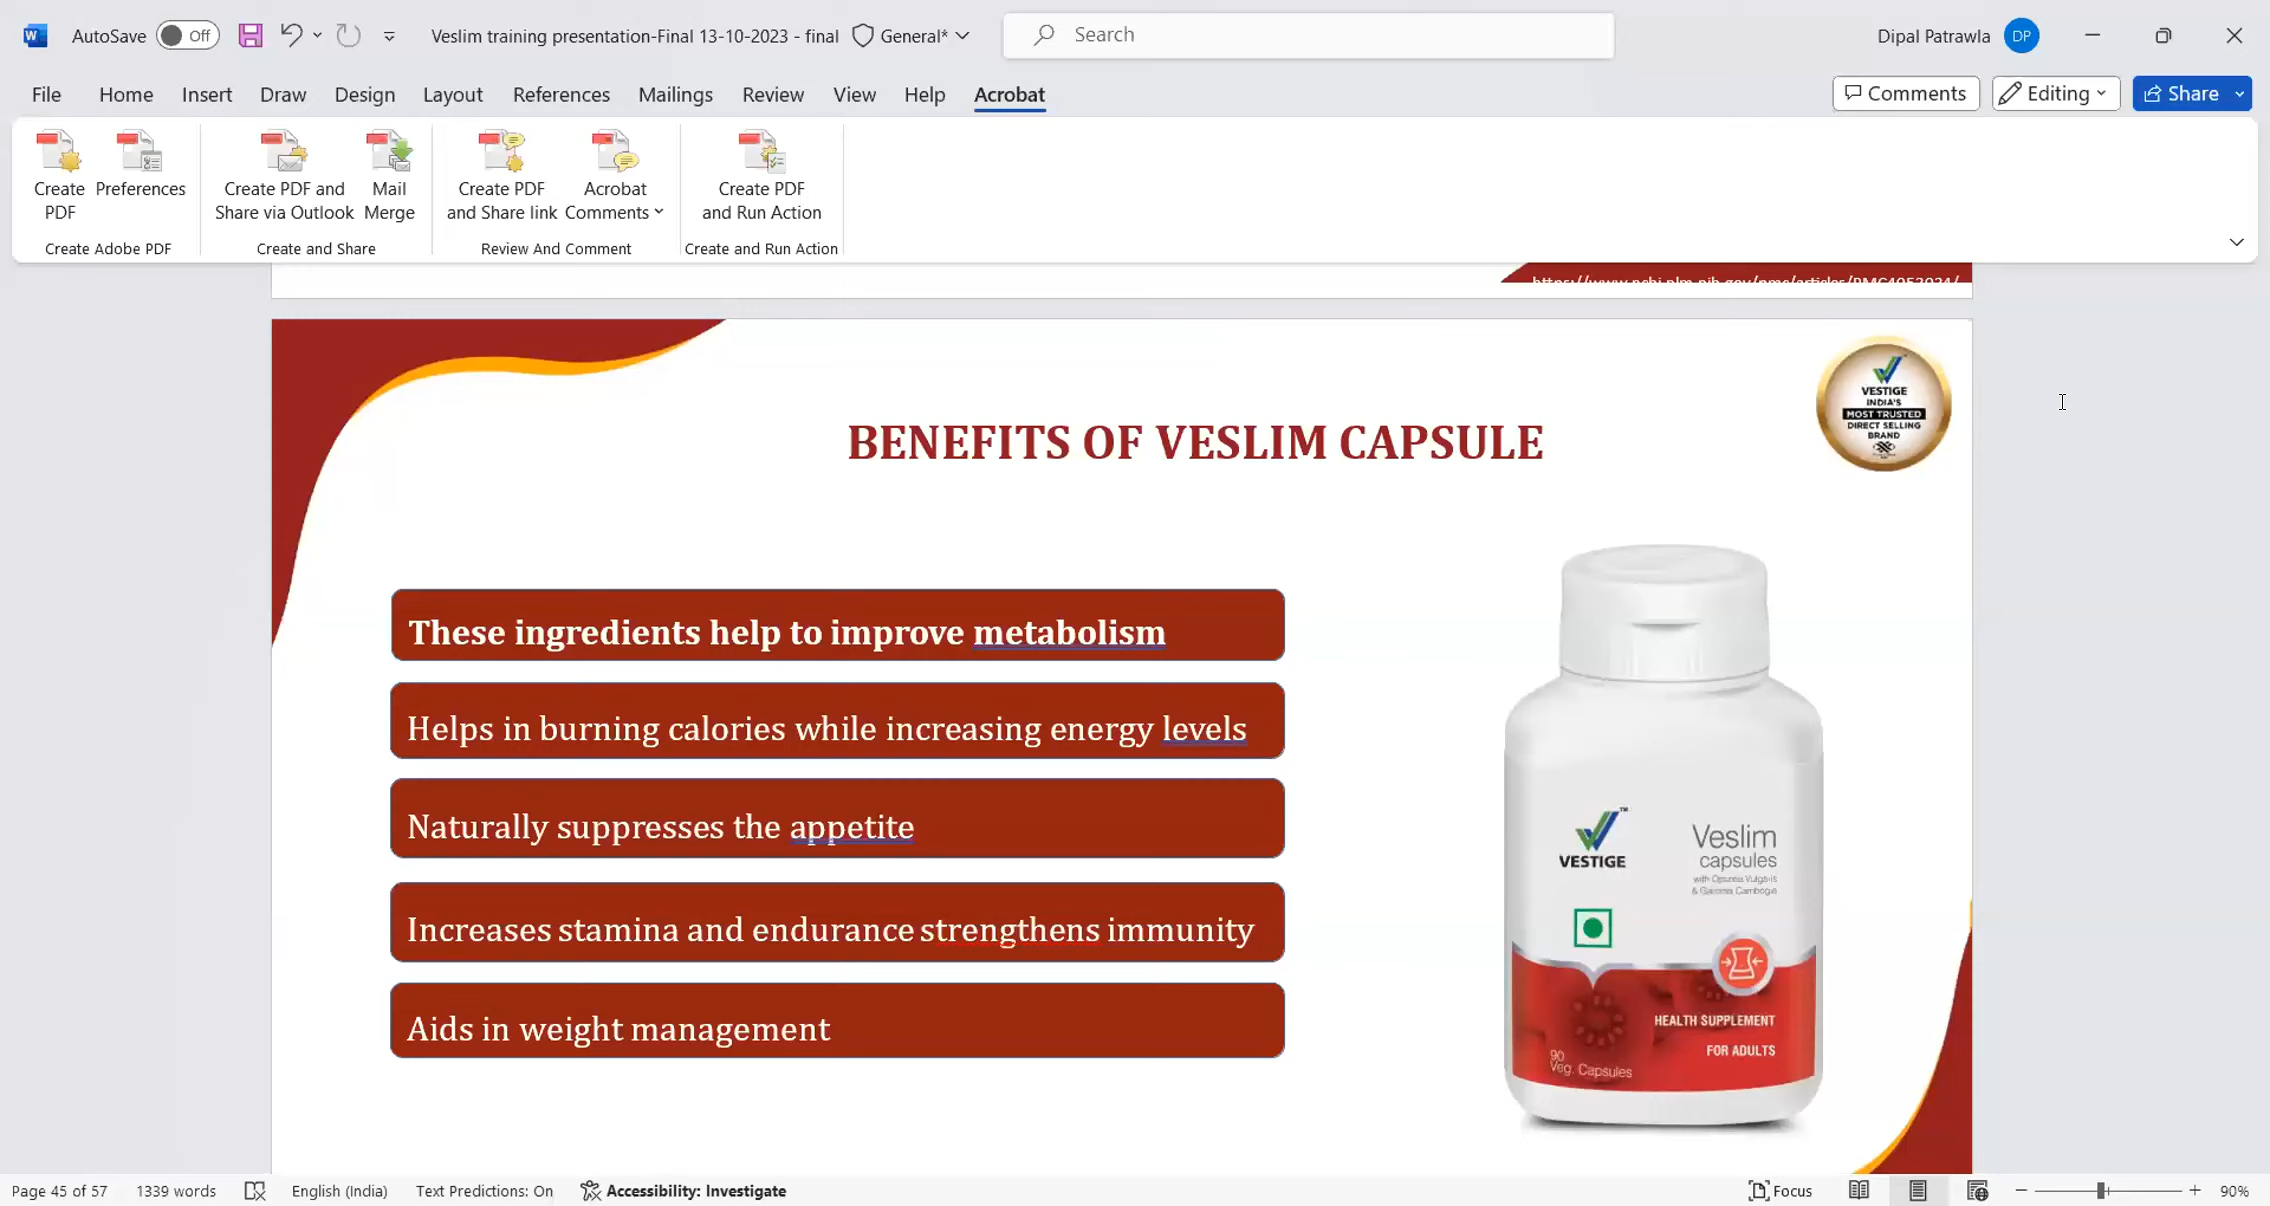 AutoSave Off Veslim training presentation-Final 13-10-2023 - final General* Search Dipal Patrawla DP
File Home Insert Draw Design Layout References Mailings Review View Help Acrobat Comments Editing Share
Create PDF
Preferences
Create PDF and Share via Outlook
Mail Merge
Create PDF and Share link
Acrobat Comments
Create PDF and Run Action
Create Adobe PDF Create and Share Review And Comment Create and Run Action
BENEFITS OF VESLIM CAPSULE
VESTIGE
INDIA'S
MOST TRUSTED
DIRECT SELLING
BRAND
These ingredients help to improve metabolism
Helps in burning calories while increasing energy levels
Naturally suppresses the appetite
Increases stamina and endurance strengthens immunity
Aids in weight management
VESTIGE™
Veslim
capsules
HEALTH SUPPLEMENT
FOR ADULTS
90
Veg. Capsules
Page 45 of 57 1339 words English (India) Text Predictions: On Accessibility: Investigate Focus 90%